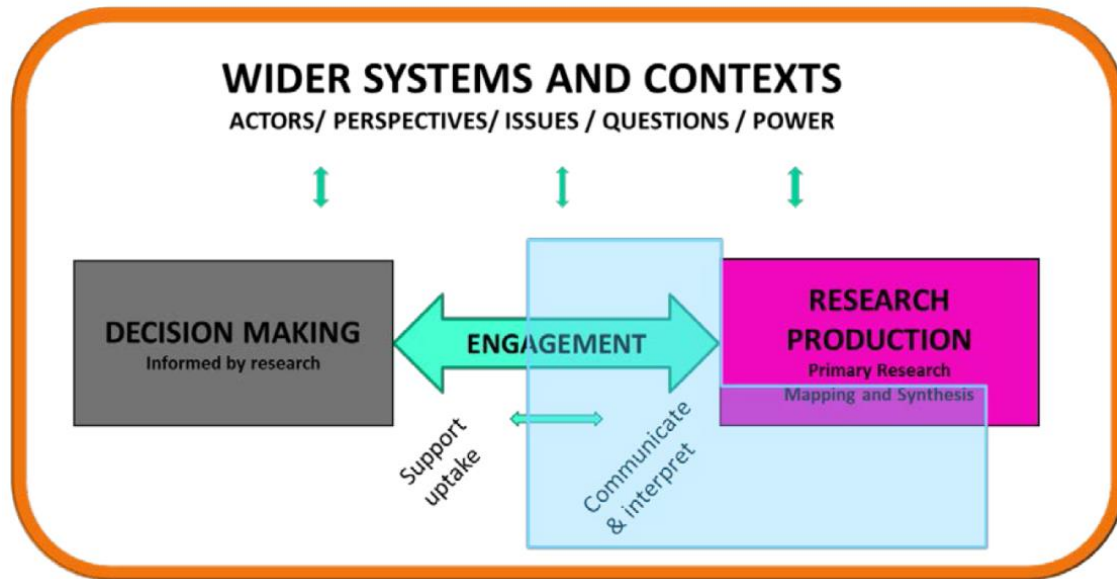 WIDER SYSTEMS AND CONTEXTS
ACTORS/ PERSPECTIVES/ ISSUES / QUESTIONS / POWER
DECISION MAKING
Informed by research
ENGAGEMENT
RESEARCH
PRODUCTION
Primary Research
Mapping and Synthesis
Support
uptake
Communicate
& interpret